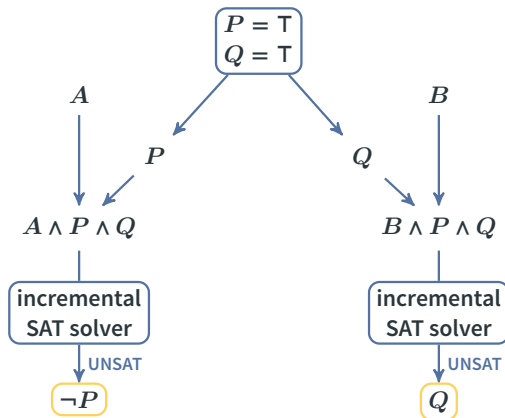 P = T
Q = T
A
B
P
Q
A ∧ P ∧ Q
B ∧ P ∧ Q
incremental
SAT solver
incremental
SAT solver
UNSAT
UNSAT
¬P
Q